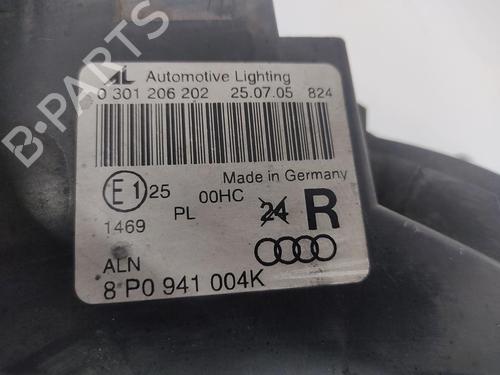 AL Automotive Lighting
0 301 206 202 25.07.05 824
Made in Germany
E1 25 PL 00HC 24 R
1469
ALN
8 P0 941 004K
B-PARTS